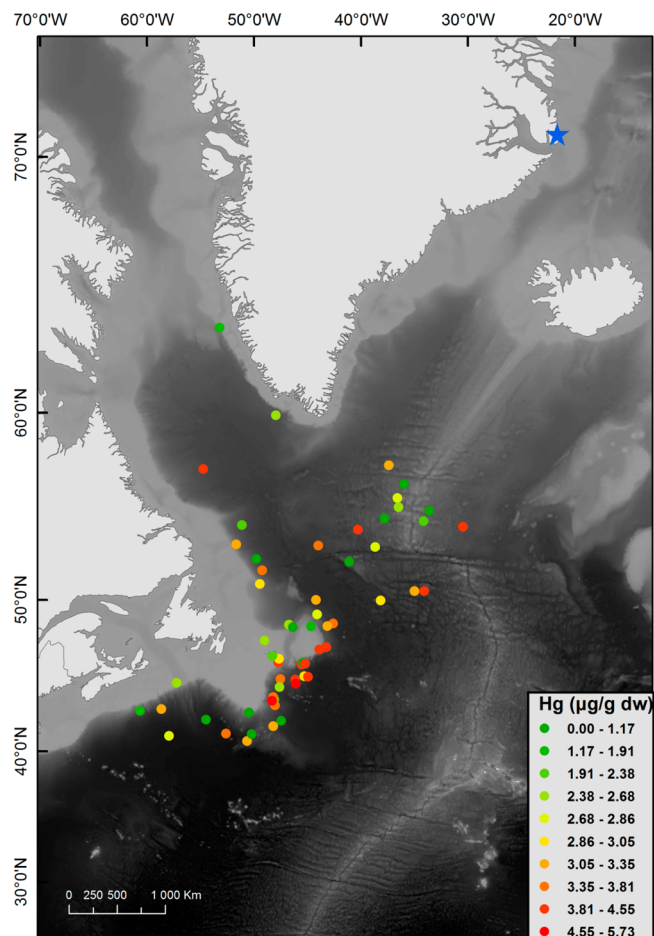 70°0'W 60°0'W 50°0'W 40°0'W 30°0'W 20°0'W
70°0'N
60°0'N
50°0'N
40°0'N
30°0'N
Hg (µg/g dw)
0.00 - 1.17
1.17 - 1.91
1.91 - 2.38
2.38 - 2.68
2.68 - 2.86
2.86 - 3.05
3.05 - 3.35
3.35 - 3.81
3.81 - 4.55
4.55 - 5.73
0 250 500 1 000 Km